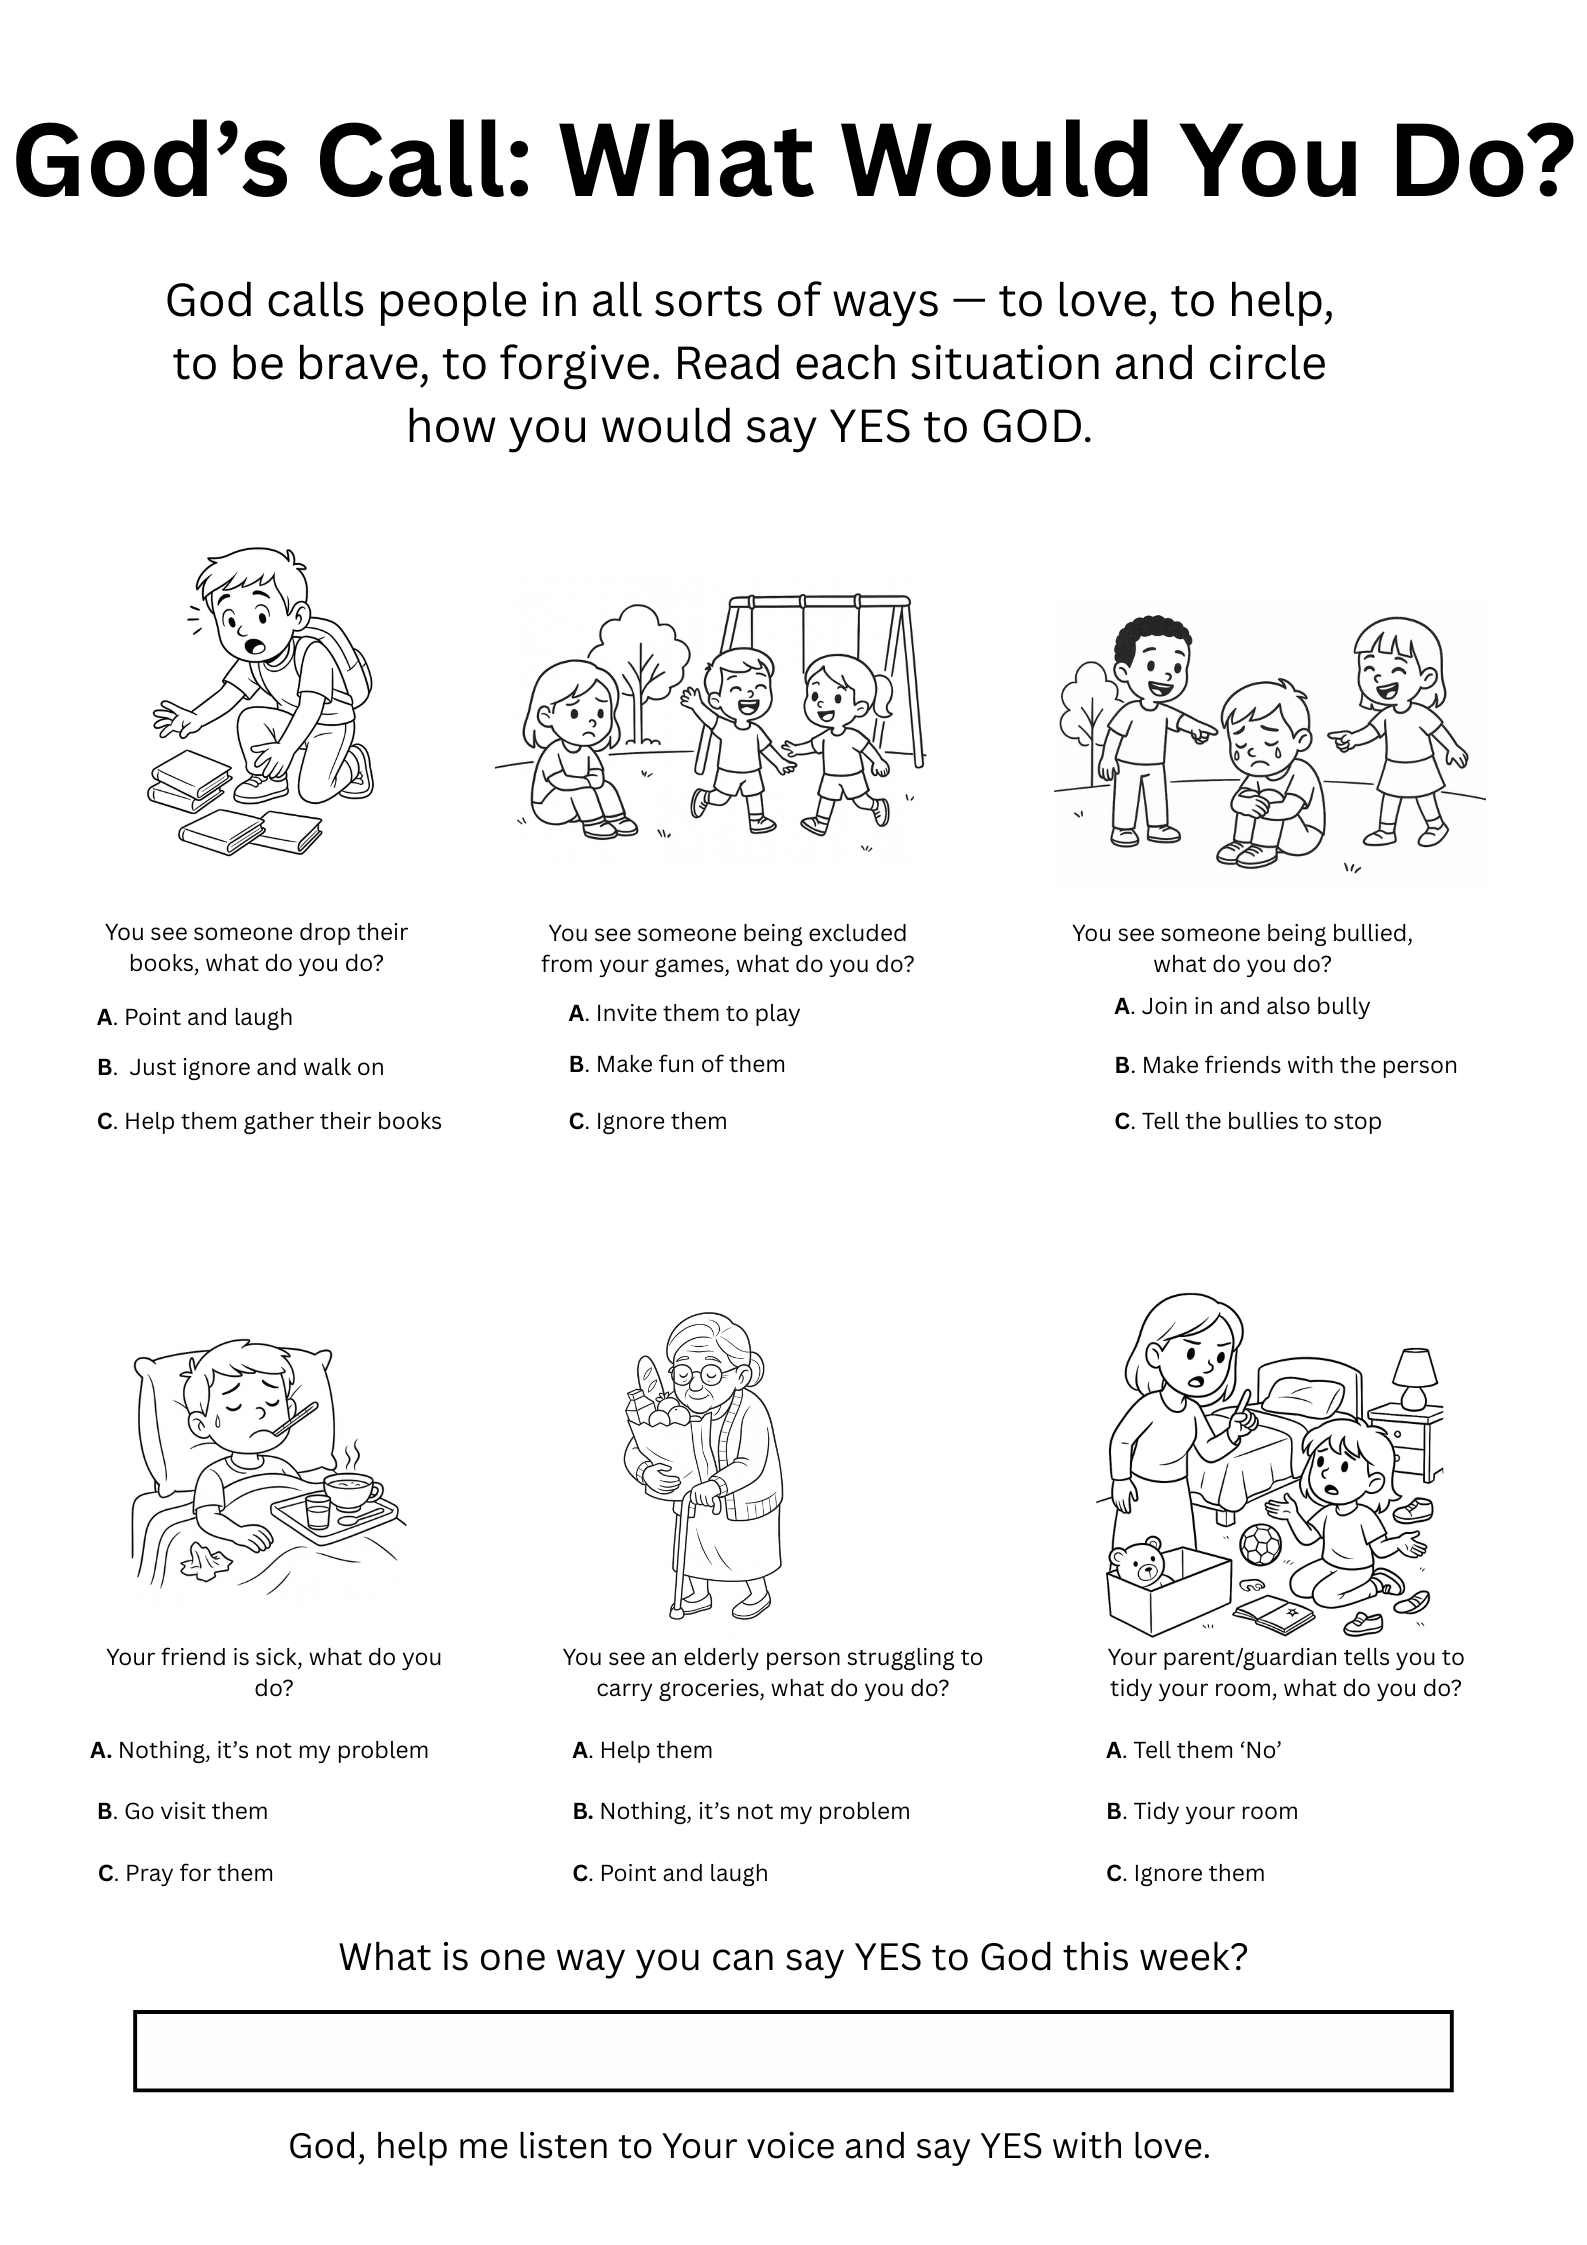 God’s Call: What Would You Do?
God calls people in all sorts of ways — to love, to help,
to be brave, to forgive. Read each situation and circle
how you would say YES to GOD.
You see someone drop their
books, what do you do?
A. Point and laugh
B.  Just ignore and walk on
C. Help them gather their books
You see someone being excluded
from your games, what do you do?
A. Invite them to play
B. Make fun of them
C. Ignore them
You see someone being bullied,
what do you do?
A. Join in and also bully
B. Make friends with the person
C. Tell the bullies to stop
Your friend is sick, what do you
do?
A. Nothing, it’s not my problem
B. Go visit them
C. Pray for them
You see an elderly person struggling to
carry groceries, what do you do?
A. Help them
B. Nothing, it’s not my problem
C. Point and laugh
Your parent/guardian tells you to
tidy your room, what do you do?
A. Tell them ‘No’
B. Tidy your room
C. Ignore them
What is one way you can say YES to God this week?
God, help me listen to Your voice and say YES with love.